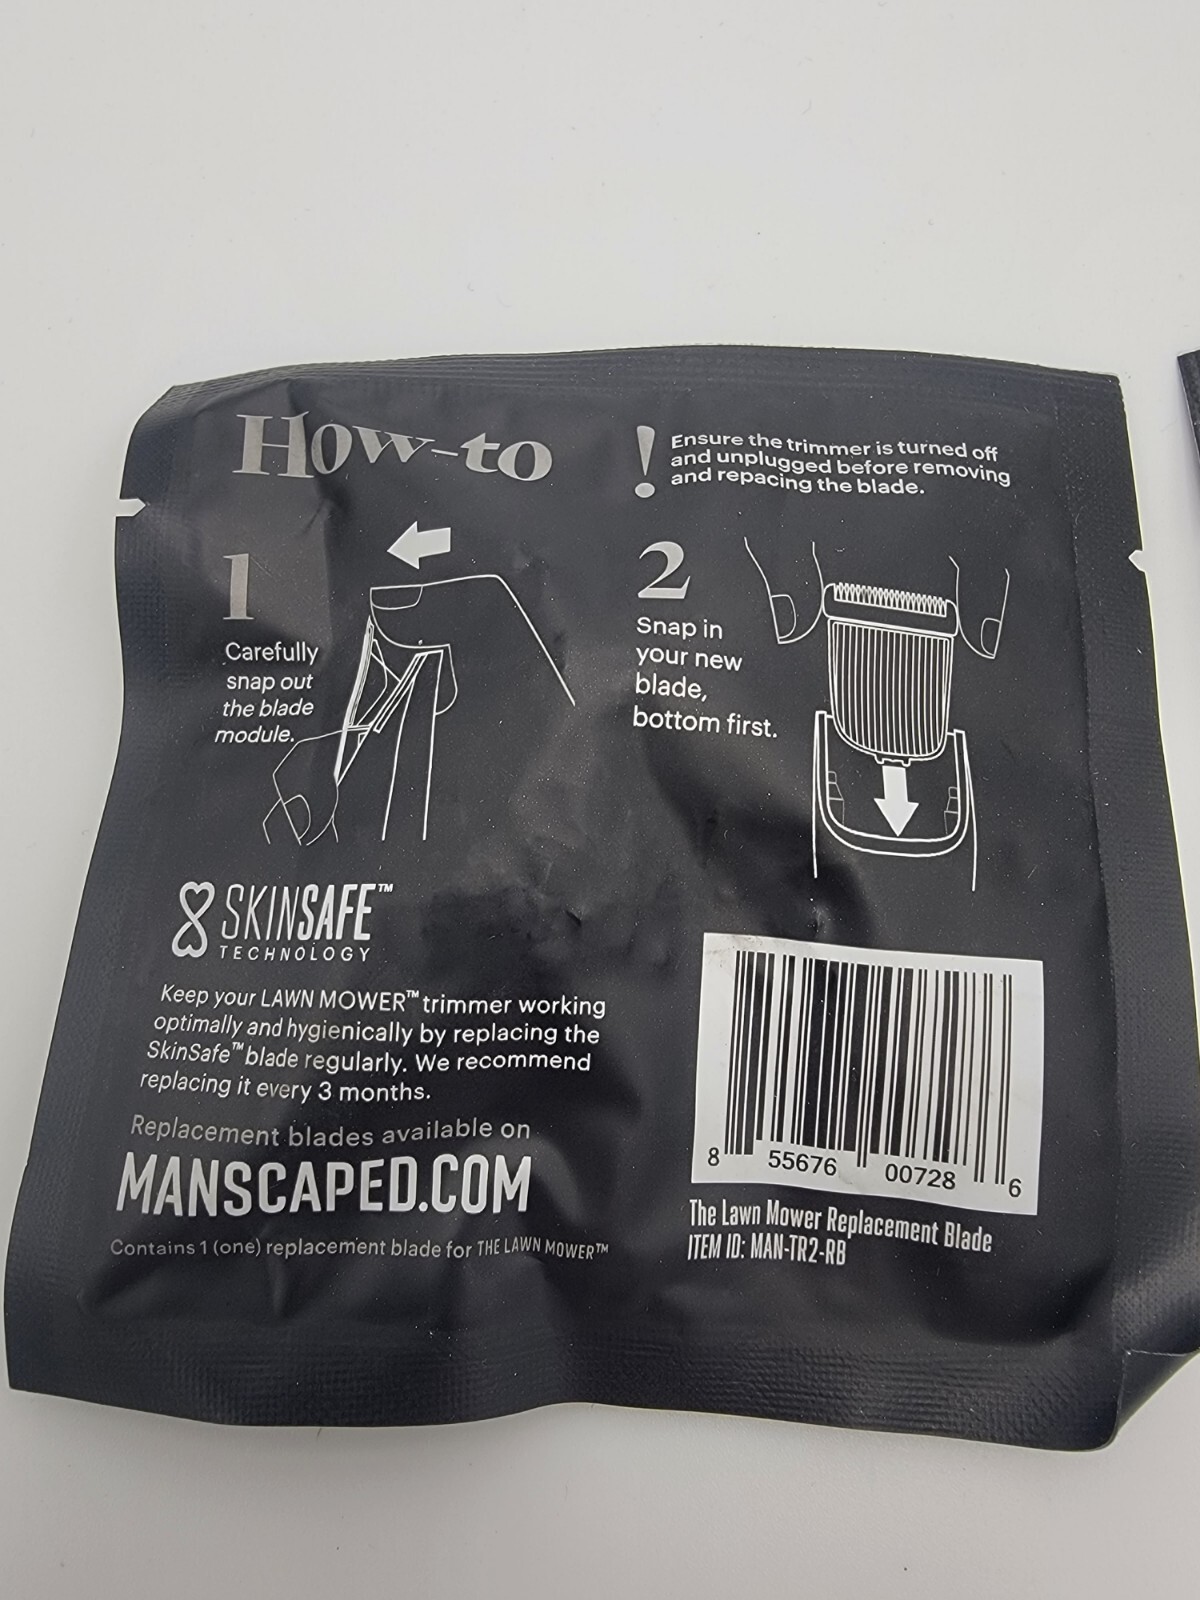 How-to
! Ensure the trimmer is turned off
and unplugged before removing
and repacing the blade.
1
Carefully
snap out
the blade
module.
2
Snap in
your new
blade,
bottom first.
SKINSAFE™
TECHNOLOGY
Keep your LAWN MOWER™ trimmer working
optimally and hygienically by replacing the
SkinSafe™ blade regularly. We recommend
replacing it every 3 months.
Replacement blades available on
MANSCAPED.COM
Contains 1 (one) replacement blade for THE LAWN MOWER™
8 55676 00728 6
The Lawn Mower Replacement Blade
ITEM ID: MAN-TR2-RB